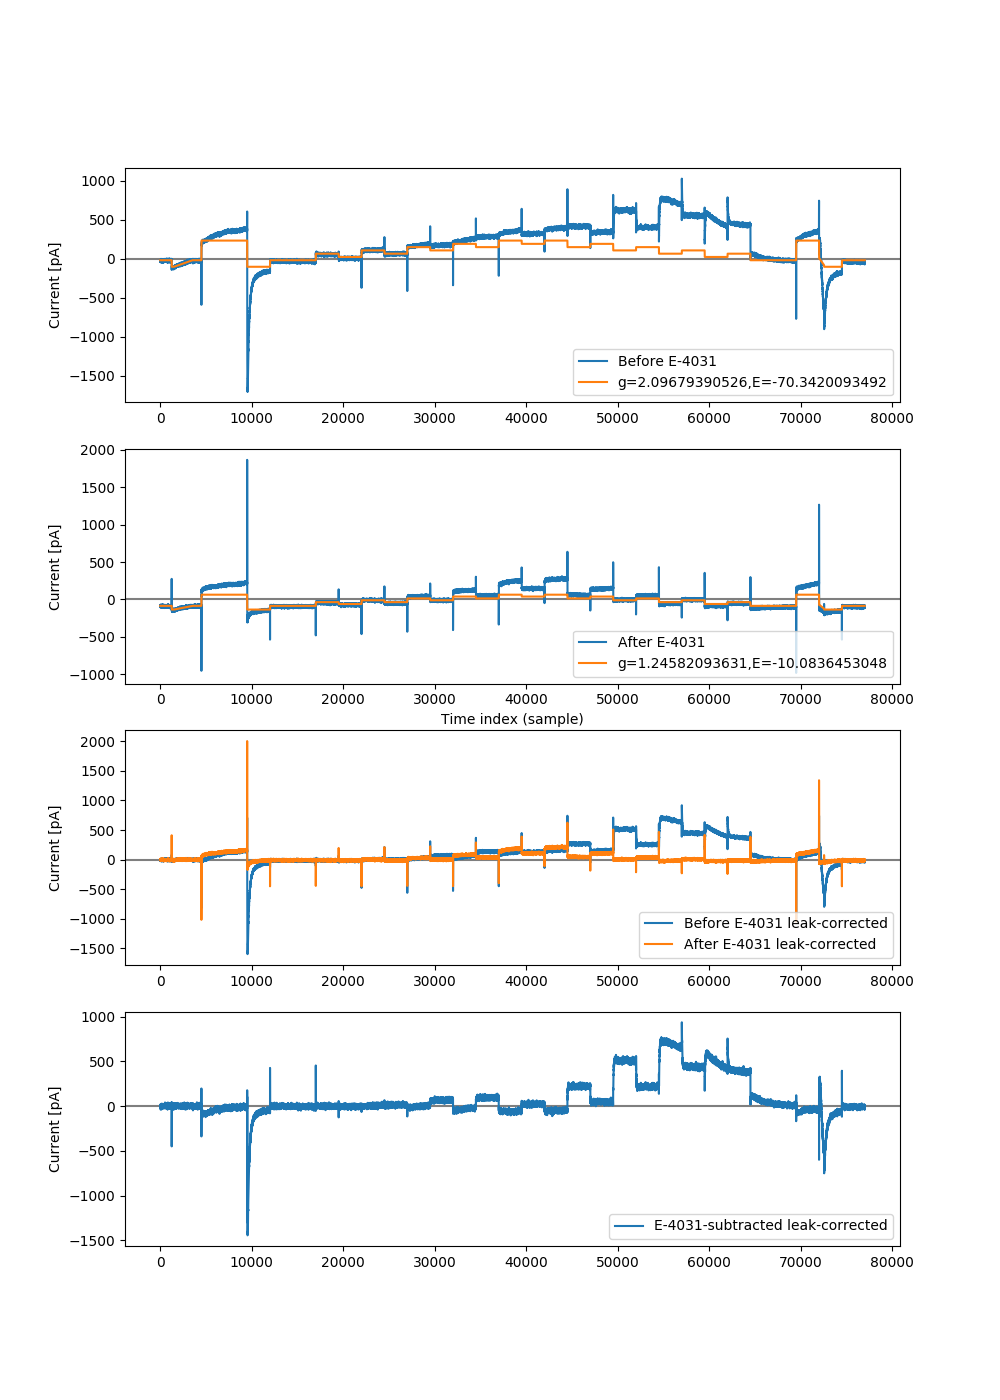 1000
500
0
−500
−1000
−1500
Current [pA]
Before E-4031
g=2.09679390526,E=-70.3420093492
0 10000 20000 30000 40000 50000 60000 70000 80000
2000
1500
1000
500
0
−500
−1000
Current [pA]
After E-4031
g=1.24582093631,E=-10.0836453048
0 10000 20000 30000 40000 50000 60000 70000 80000
Time index (sample)
2000
1500
1000
500
0
−500
−1000
−1500
Current [pA]
Before E-4031 leak-corrected
After E-4031 leak-corrected
0 10000 20000 30000 40000 50000 60000 70000 80000
1000
500
0
−500
−1000
−1500
Current [pA]
E-4031-subtracted leak-corrected
0 10000 20000 30000 40000 50000 60000 70000 80000